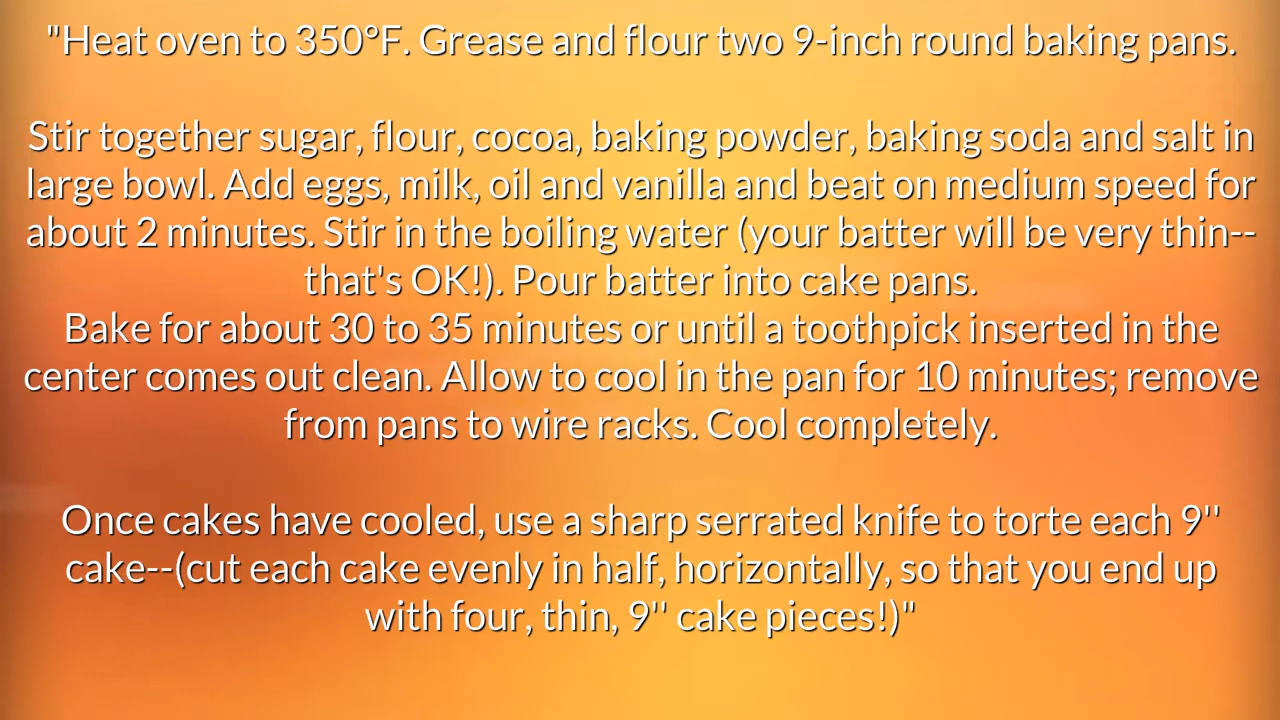 "Heat oven to 350°F. Grease and flour two 9-inch round baking pans.
Stir together sugar, flour, cocoa, baking powder, baking soda and salt in
large bowl. Add eggs, milk, oil and vanilla and beat on medium speed for
about 2 minutes. Stir in the boiling water (your batter will be very thin--
that's OK!). Pour batter into cake pans.
Bake for about 30 to 35 minutes or until a toothpick inserted in the
center comes out clean. Allow to cool in the pan for 10 minutes; remove
from pans to wire racks. Cool completely.
Once cakes have cooled, use a sharp serrated knife to torte each 9''
cake--(cut each cake evenly in half, horizontally, so that you end up
with four, thin, 9'' cake pieces!)"